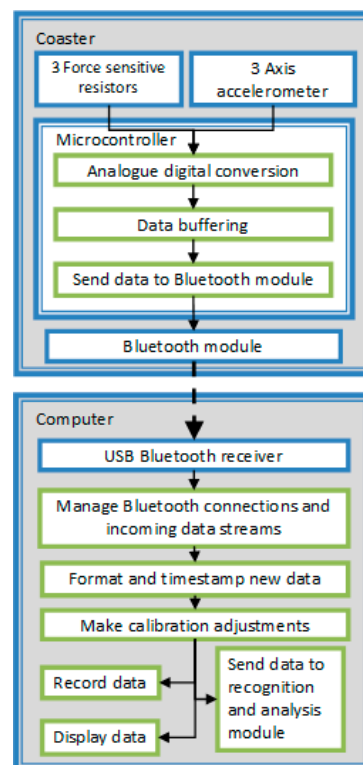 Coaster
3 Force sensitive
resistors
3 Axis
accelerometer
Microcontroller
Analogue digital conversion
Data buffering
Send data to Bluetooth module
Bluetooth module
Computer
USB Bluetooth receiver
Manage Bluetooth connections and
incoming data streams
Format and timestamp new data
Make calibration adjustments
Record data
Send data to
recognition
and analysis
module
Display data